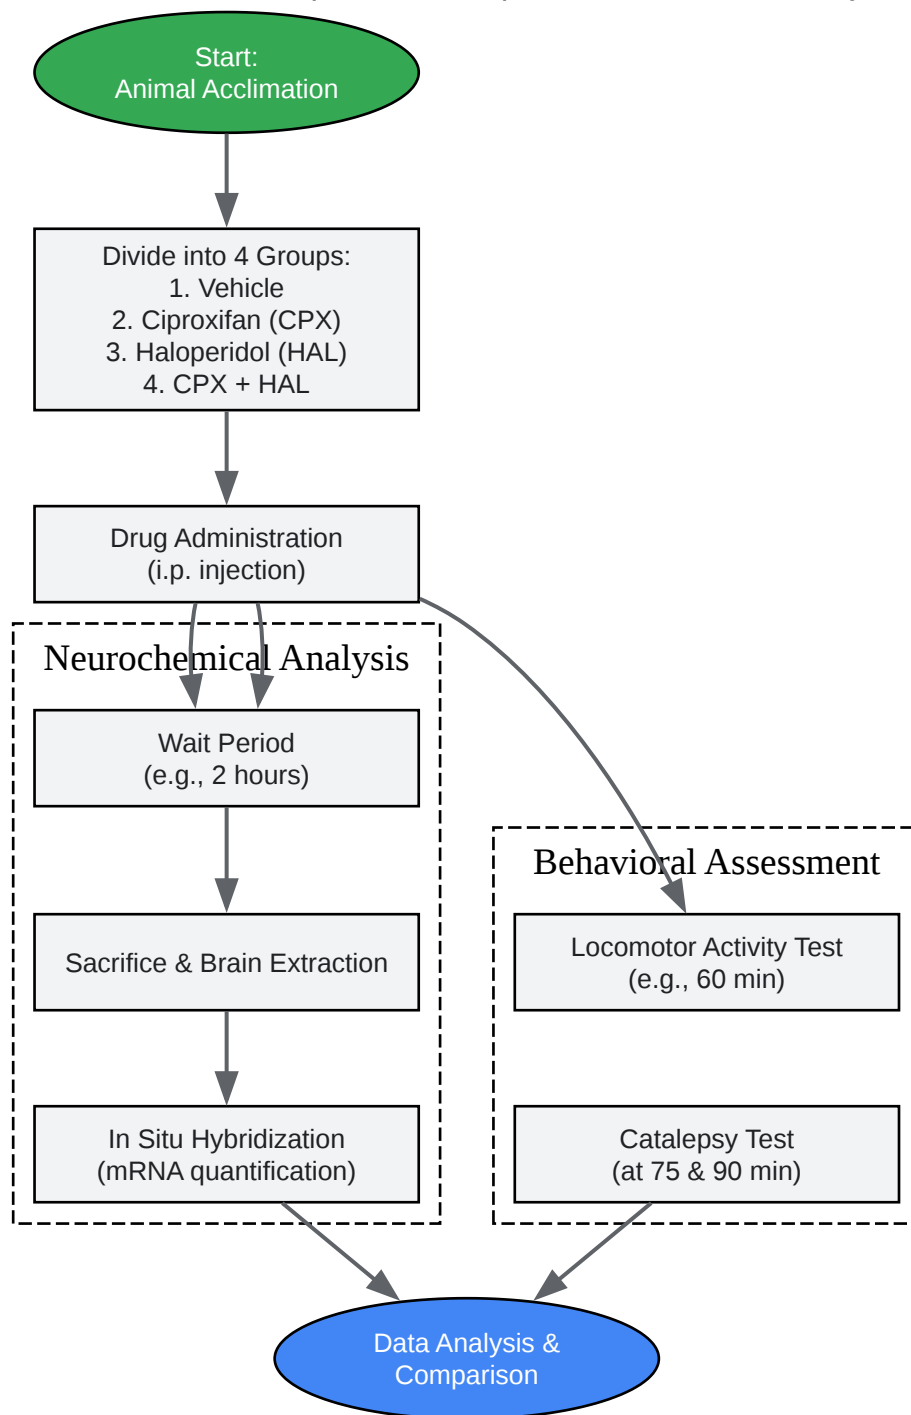 Start:
Animal Acclimation
Divide into 4 Groups:
1. Vehicle
2. Ciproxifan (CPX)
3. Haloperidol (HAL)
4. CPX + HAL
Drug Administration
(i.p. injection)
Neurochemical Analysis
Wait Period
(e.g., 2 hours)
Sacrifice & Brain Extraction
In Situ Hybridization
(mRNA quantification)
Behavioral Assessment
Locomotor Activity Test
(e.g., 60 min)
Catalepsy Test
(at 75 & 90 min)
Data Analysis &
Comparison